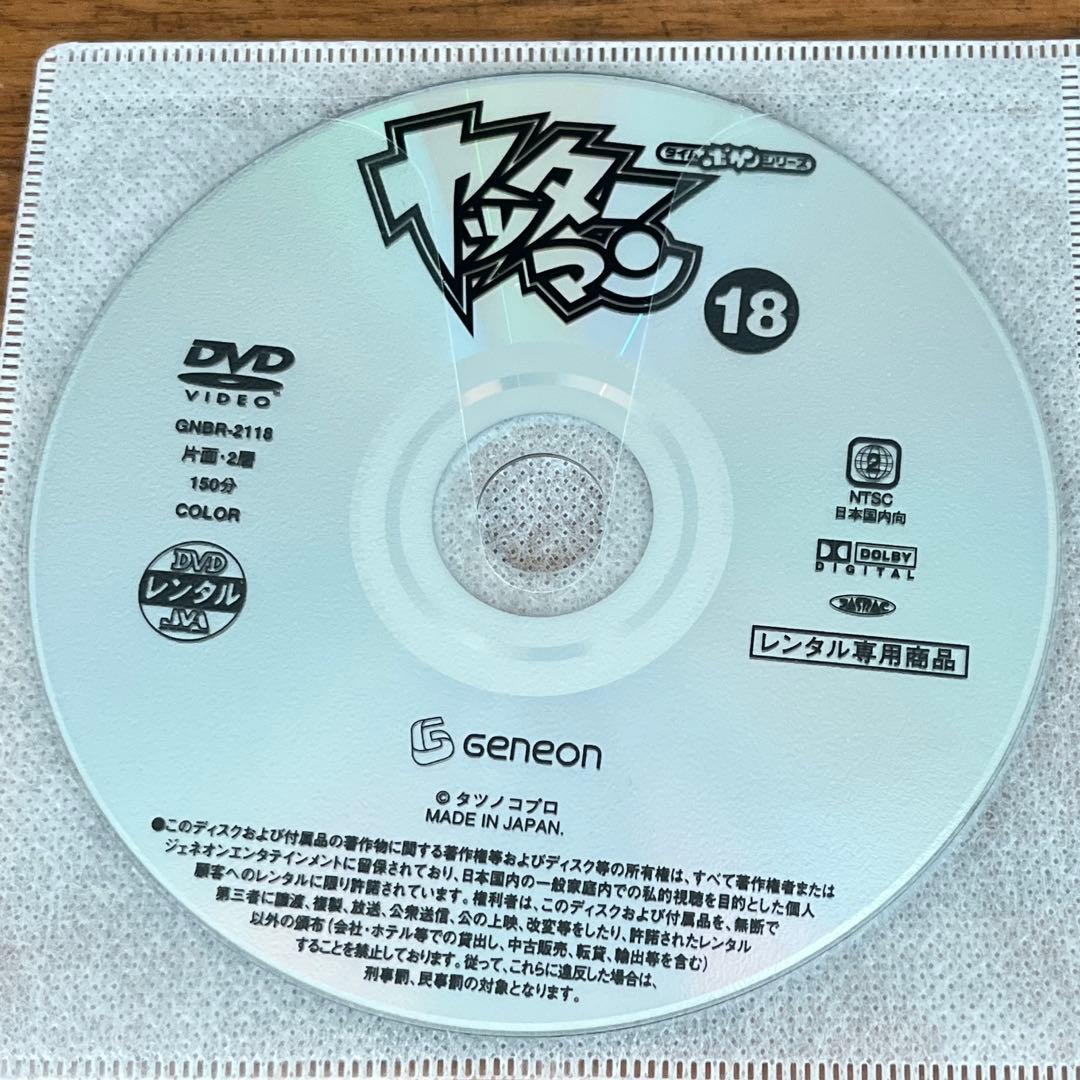 ヤッターマン
タイムボカンシリーズ
18
DVD
VIDEO
TM
GNBR-2118
片面・2層
150分
COLOR
DVD
レンタル
JVA
2
NTSC
日本国内向
DOLBY
DIGITAL
JASRAC
レンタル専用商品
Geneon
© タツノコプロ
MADE IN JAPAN.
●このディスクおよび付属品の著作物に関する著作権等およびディスク等の所有権は、すべて著作権者または
ジェネオンエンタテインメントに留保されており、日本国内の一般家庭内での私的視聴を目的とした個人
顧客へのレンタルに限り許諾されています。権利者は、このディスクおよび付属品を、無断で
第三者に譲渡、複製、放送、公衆送信、公の上映、改変等をしたり、許諾されたレンタル
以外の頒布(会社・ホテル等での貸出し、中古販売、転貸、輸出等を含む)
することを禁止しております。従って、これらに違反した場合は、
刑事罰、民事罰の対象となります。